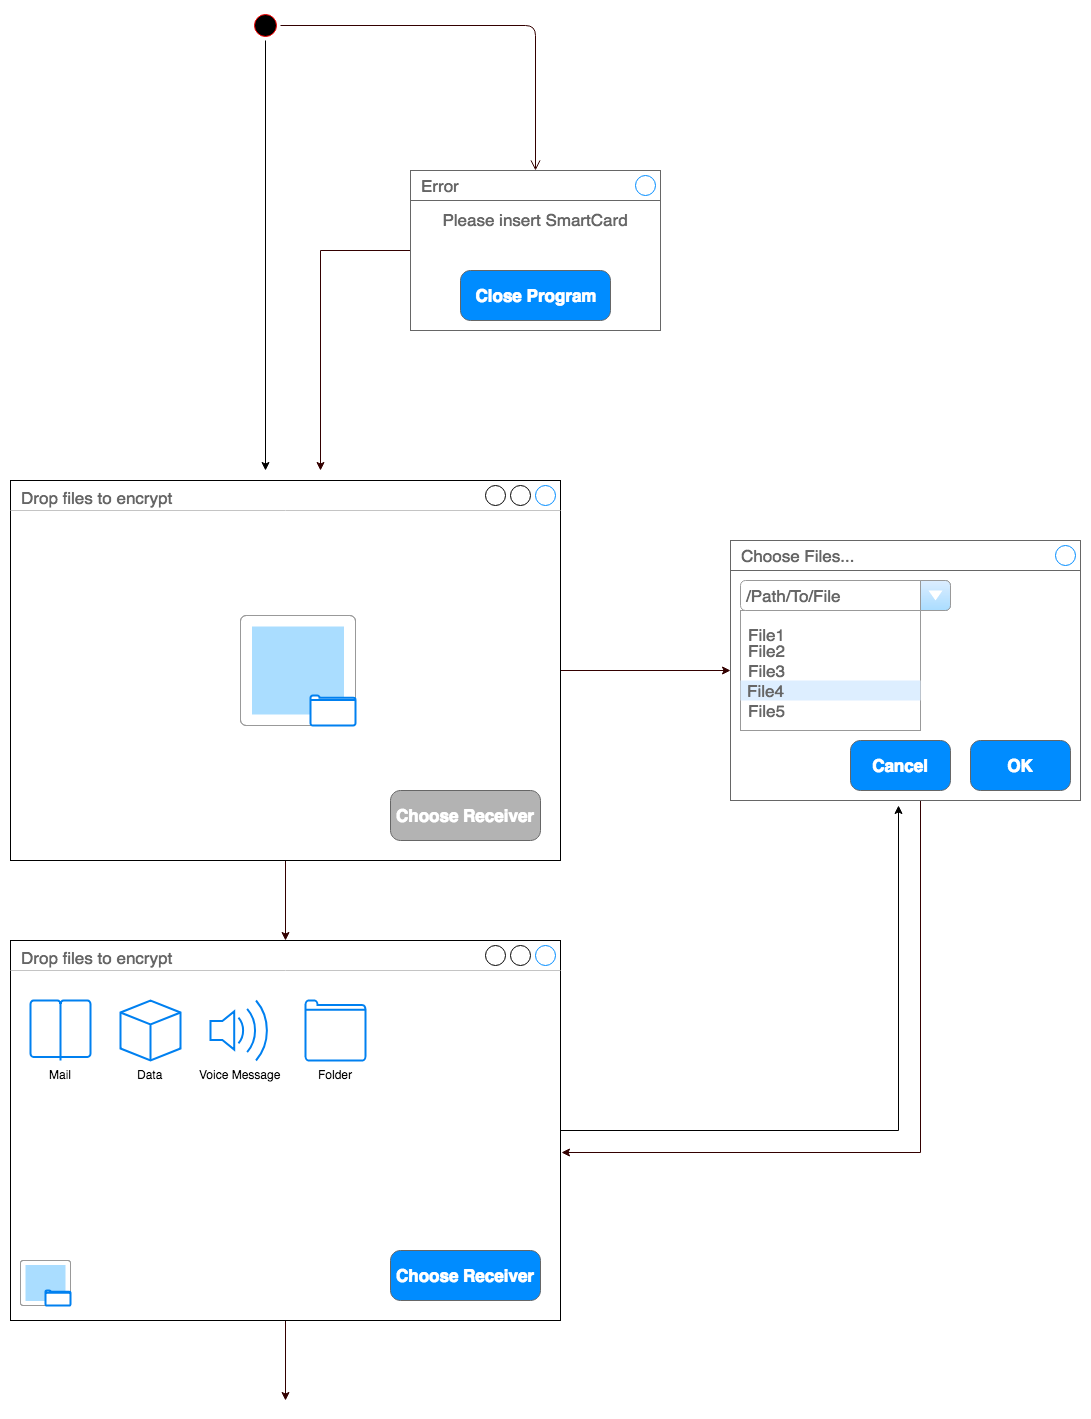 Error
Please insert SmartCard
Close Program
Drop files to encrypt
Choose Receiver
Choose Files...
/Path/To/File
File1
File2
File3
File4
File5
Cancel
OK
Drop files to encrypt
Mail
Data
Voice Message
Folder
Choose Receiver